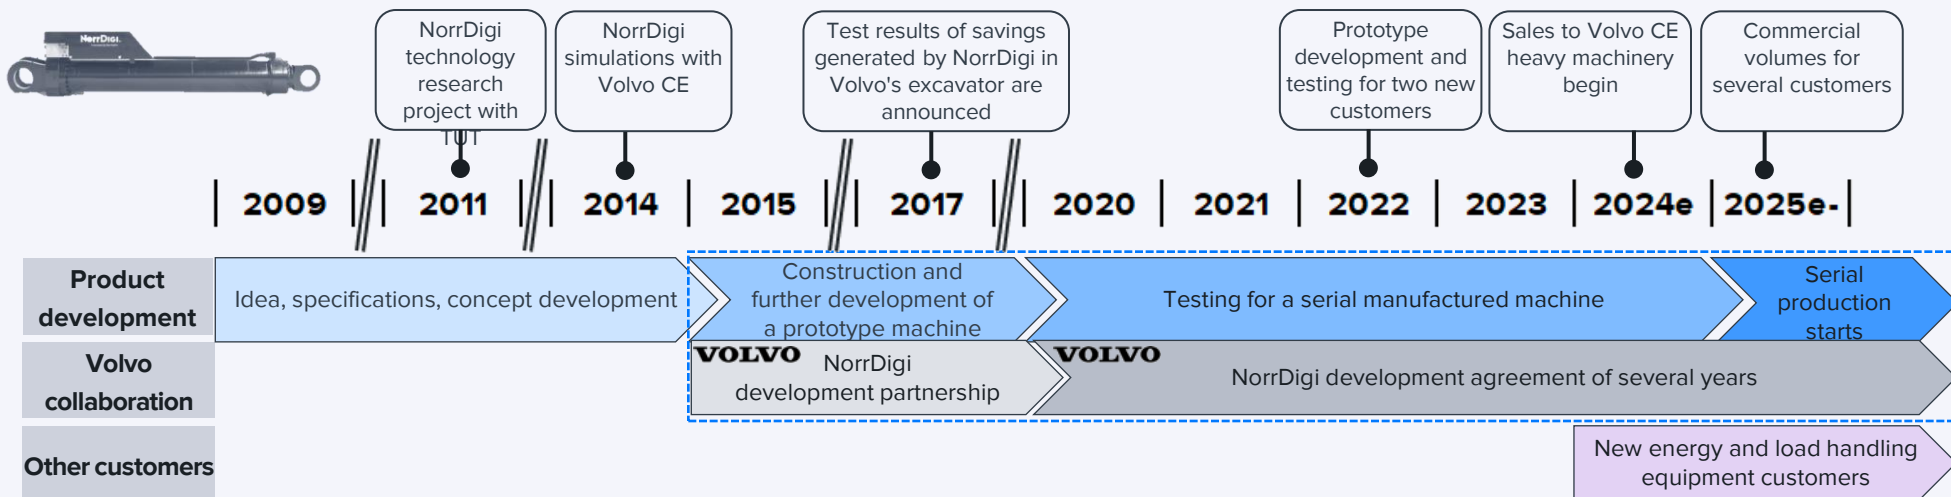 NorrDigi
NorrDigi
technology
research
project with
TUT
NorrDigi
simulations with
Volvo CE
Test results of savings
generated by NorrDigi in
Volvo's excavator are
announced
Prototype
development and
testing for two new
customers
Sales to Volvo CE
heavy machinery
begin
Commercial
volumes for
several customers
2009
2011
2014
2015
2017
2020
2021
2022
2023
2024e
2025e-
Product
development
Idea, specifications, concept development
Construction and
further development of
a prototype machine
Testing for a serial manufactured machine
Serial
production
starts
Volvo
collaboration
VOLVO
NorrDigi
development partnership
VOLVO
NorrDigi development agreement of several years
Other customers
New energy and load handling
equipment customers